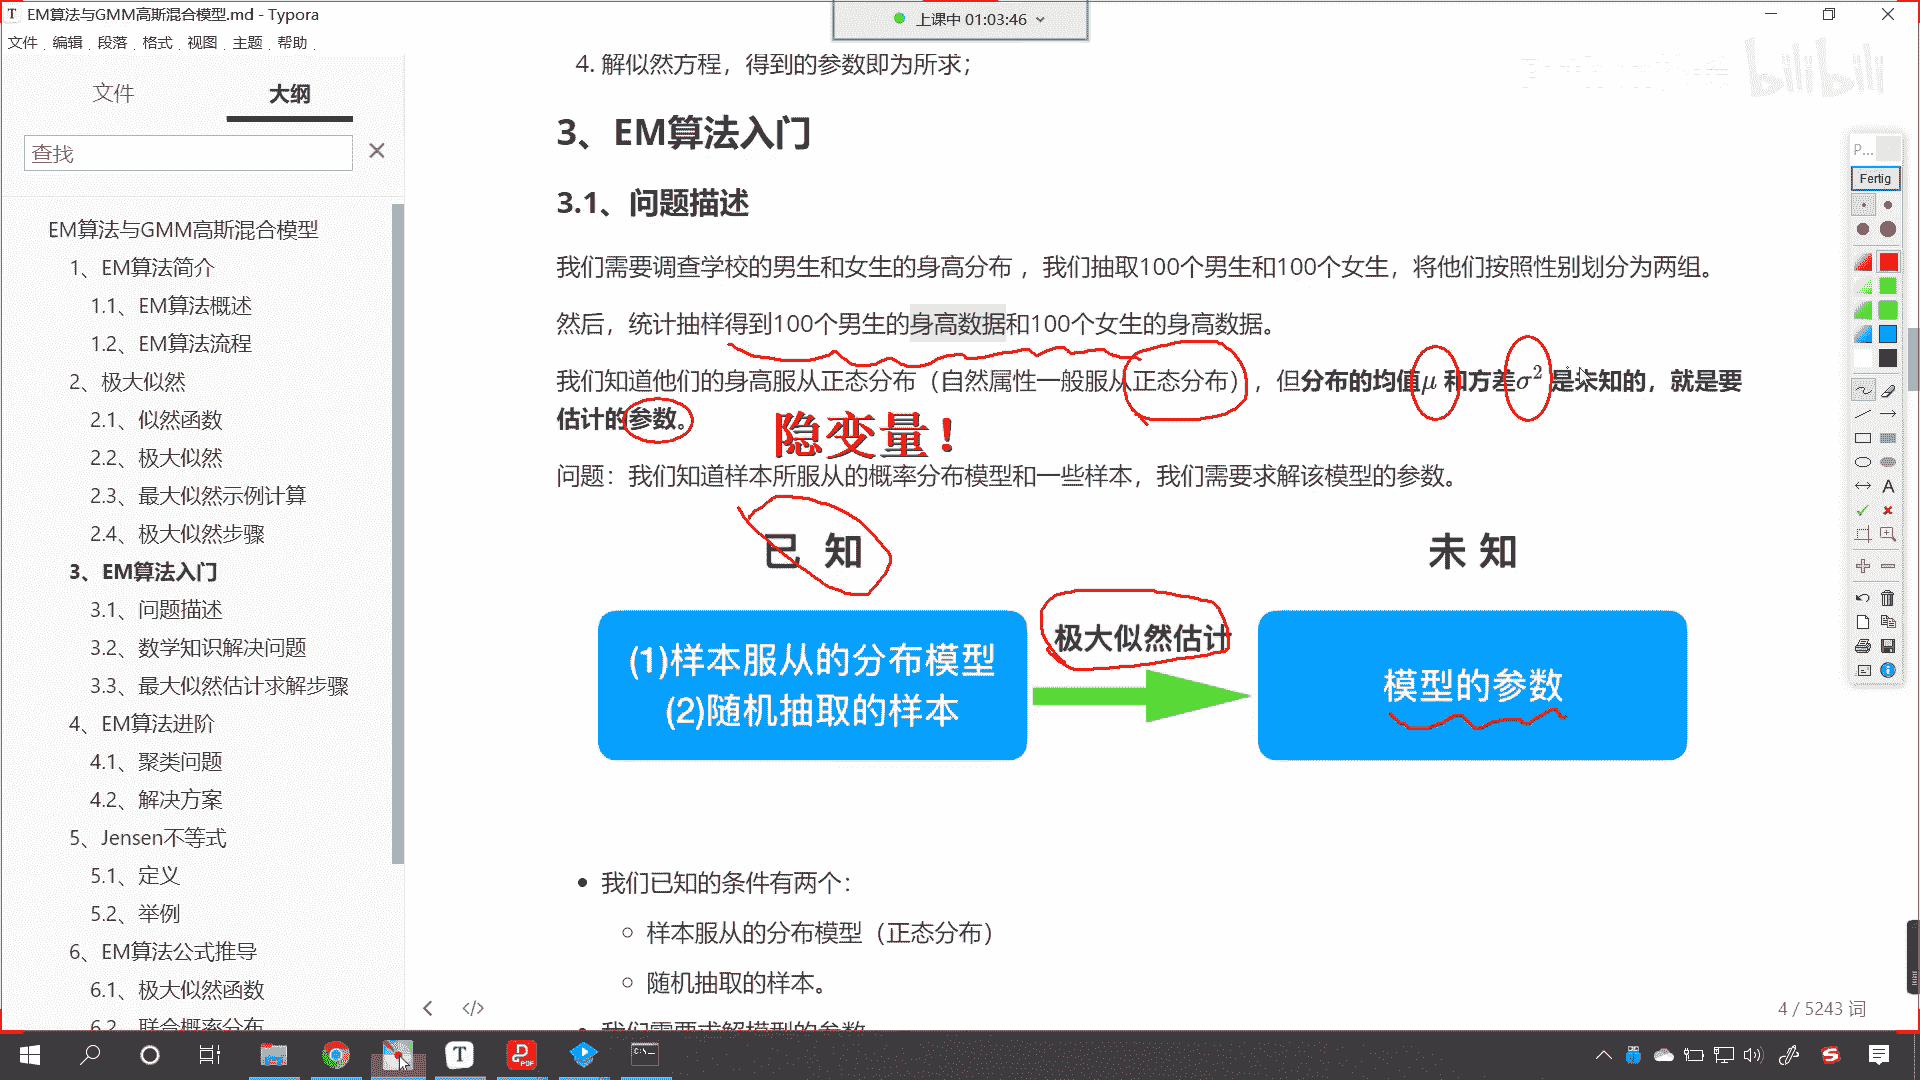 EM算法与GMM高斯混合模型.md - Typora
上课中 01:03:46
文件 编辑 段落 格式 视图 主题 帮助
文件 大纲
查找
EM算法与GMM高斯混合模型
1、EM算法简介
1.1、EM算法概述
1.2、EM算法流程
2、极大似然
2.1、似然函数
2.2、极大似然
2.3、最大似然示例计算
2.4、极大似然步骤
3、EM算法入门
3.1、问题描述
3.2、数学知识解决问题
3.3、最大似然估计求解步骤
4、EM算法进阶
4.1、聚类问题
4.2、解决方案
5、Jensen不等式
5.1、定义
5.2、举例
6、EM算法公式推导
6.1、极大似然函数
6.2、联合概率分布
4. 解似然方程，得到的参数即为所求；
3、EM算法入门
3.1、问题描述
我们需要调查学校的男生和女生的身高分布 ，我们抽取100个男生和100个女生，将他们按照性别划分为两组。
然后，统计抽样得到100个男生的身高数据和100个女生的身高数据。
我们知道他们的身高服从正态分布（自然属性一般服从正态分布），但分布的均值μ 和方差σ² 是未知的，就是要
估计的参数。
隐变量！
问题：我们知道样本所服从的概率分布模型和一些样本，我们需要求解该模型的参数。
已 知
未 知
(1)样本服从的分布模型
(2)随机抽取的样本
极大似然估计
模型的参数
我们已知的条件有两个：
样本服从的分布模型（正态分布）
随机抽取的样本。
我们需要求解模型的参数
4 / 5243 词
bilibili
P...
Fertig
A